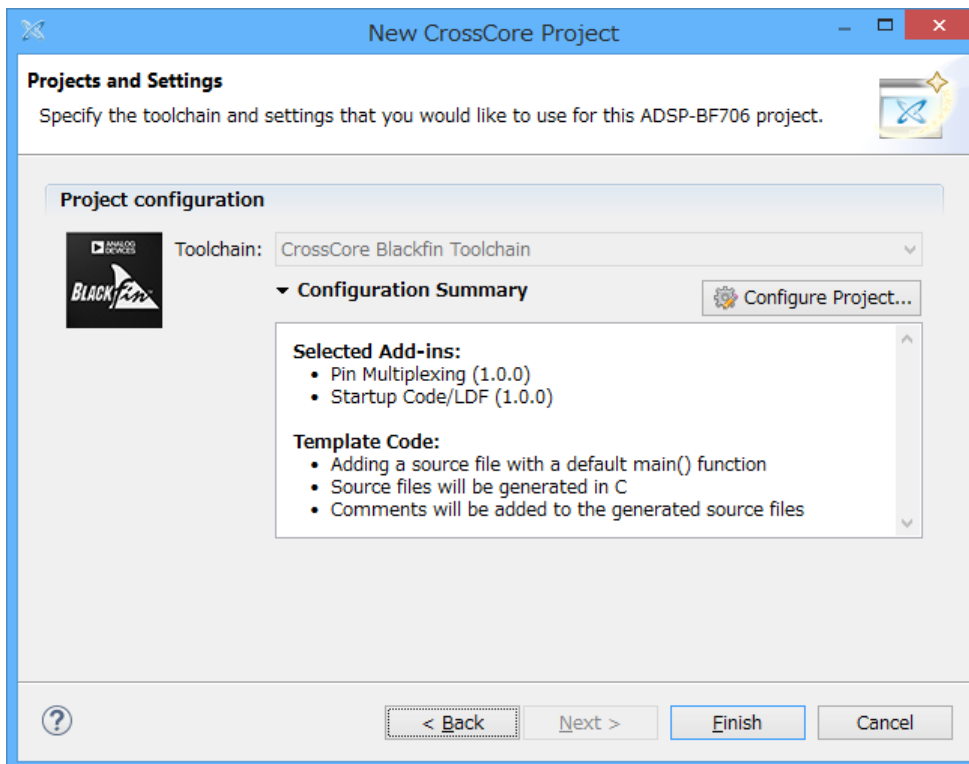 New CrossCore Project
Projects and Settings
Specify the toolchain and settings that you would like to use for this ADSP-BF706 project.
Project configuration
ANALOG
DEVICES
BLACKfin
Toolchain:
CrossCore Blackfin Toolchain
Configuration Summary
Configure Project...
Selected Add-ins:
• Pin Multiplexing (1.0.0)
• Startup Code/LDF (1.0.0)
Template Code:
• Adding a source file with a default main() function
• Source files will be generated in C
• Comments will be added to the generated source files
?
< Back
Next >
Finish
Cancel